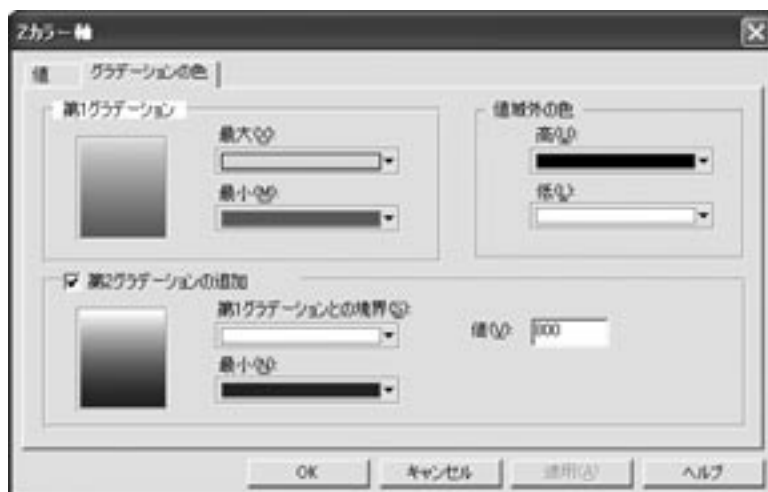 Zカラー軸
値 グラデーションの色
第1グラデーション
最大(X):
最小(M):
値域外の色
高(U):
低(L):
第2グラデーションの追加
第1グラデーションとの境界(S):
最小(N):
値(V): 800
OK キャンセル 適用(A) ヘルプ